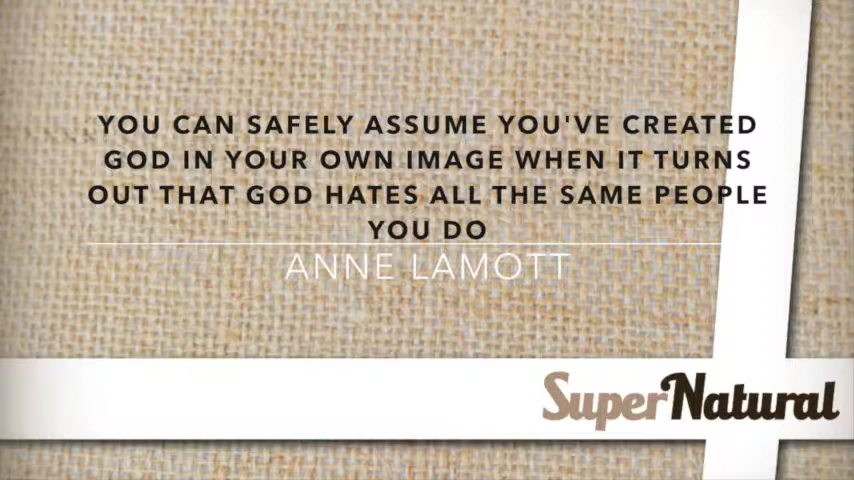 YOU CAN SAFELY ASSUME YOU'VE CREATED
GOD IN YOUR OWN IMAGE WHEN IT TURNS
OUT THAT GOD HATES ALL THE SAME PEOPLE
YOU DO
ANNE LAMOTT
SuperNatural